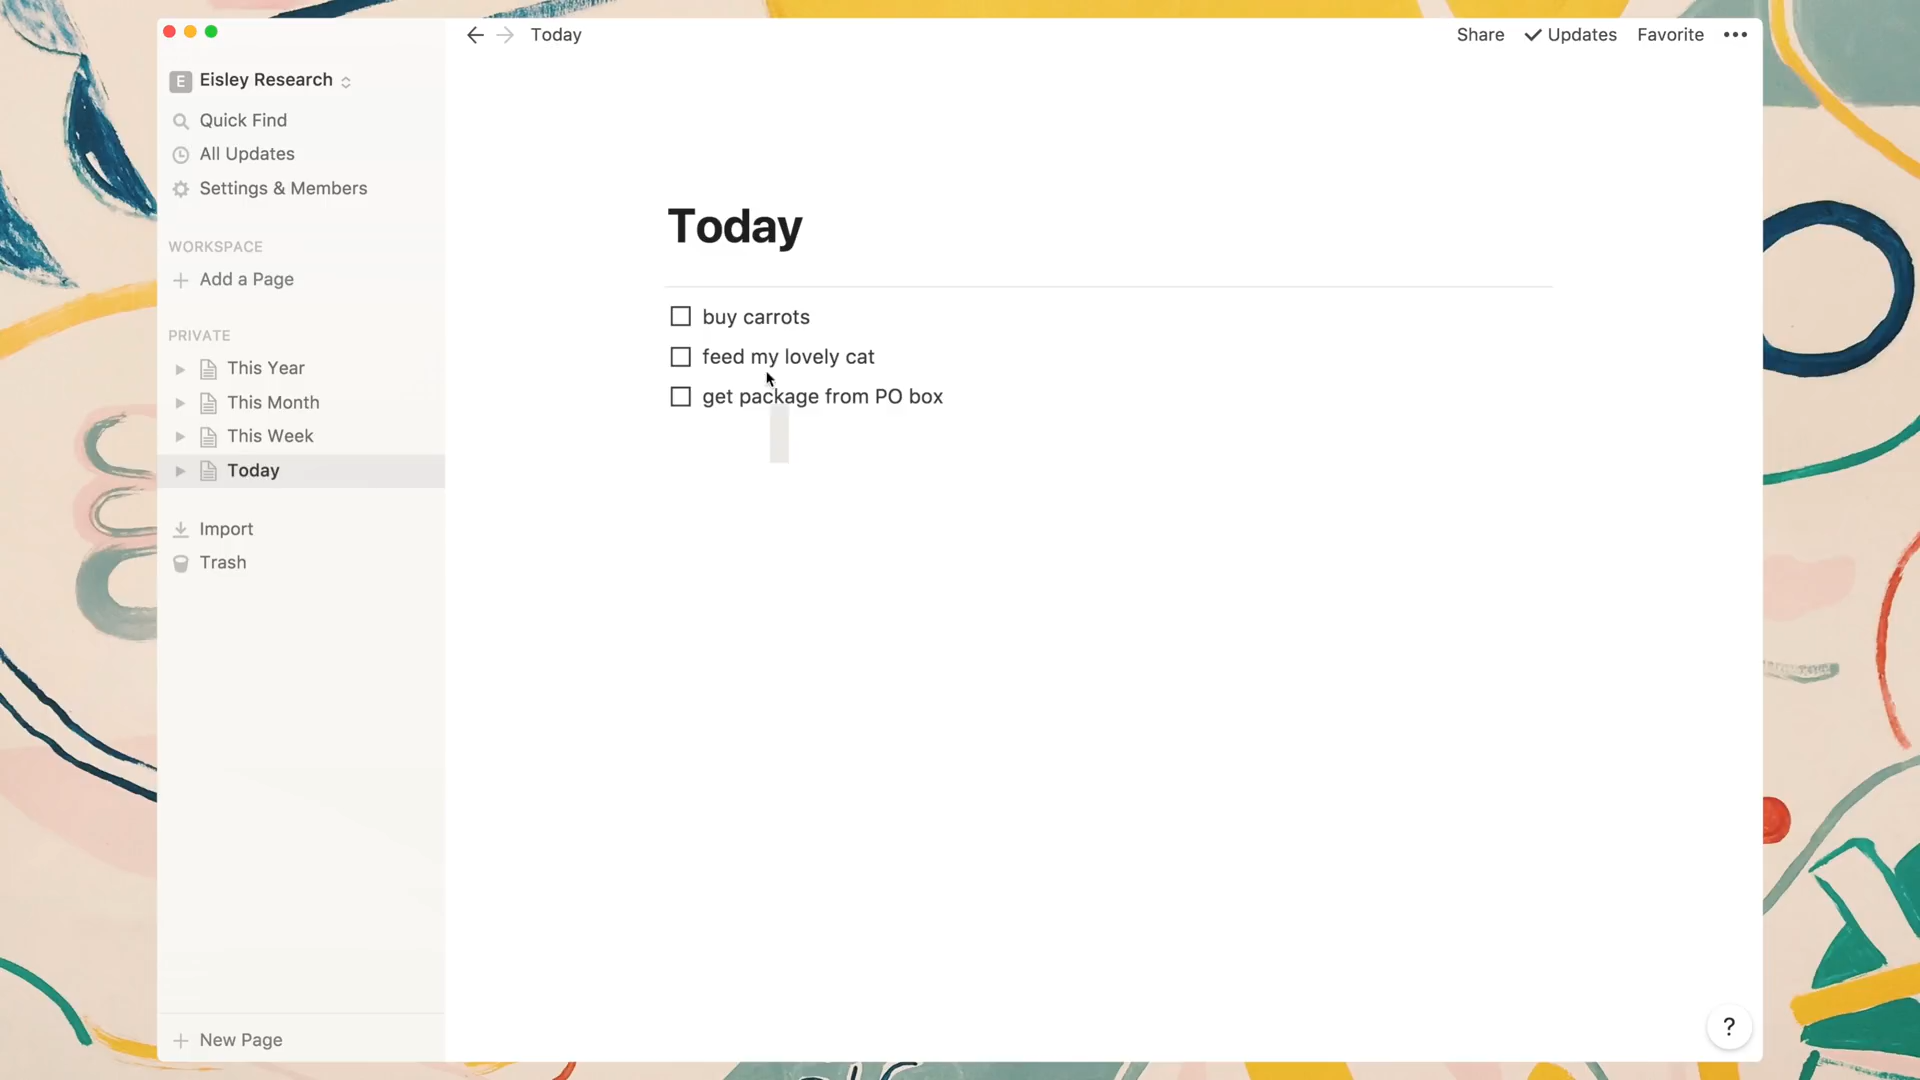 Today
Share
Updates
Favorite
E
Eisley Research
Quick Find
All Updates
Settings & Members
WORKSPACE
Add a Page
PRIVATE
This Year
This Month
This Week
Today
Import
Trash
New Page
Today
buy carrots
feed my lovely cat
get package from PO box
?